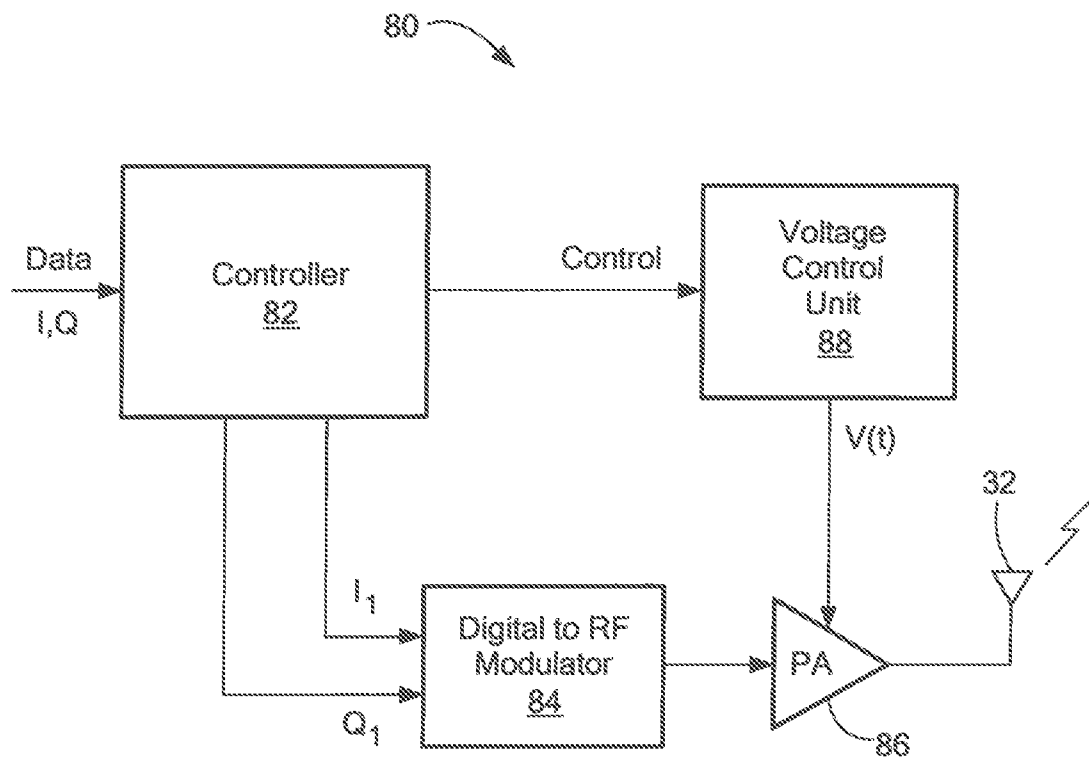 80
Data
I,Q
Controller
82
Control
Voltage
Control
Unit
88
V(t)
32
I1
Q1
Digital to RF
Modulator
84
PA
86